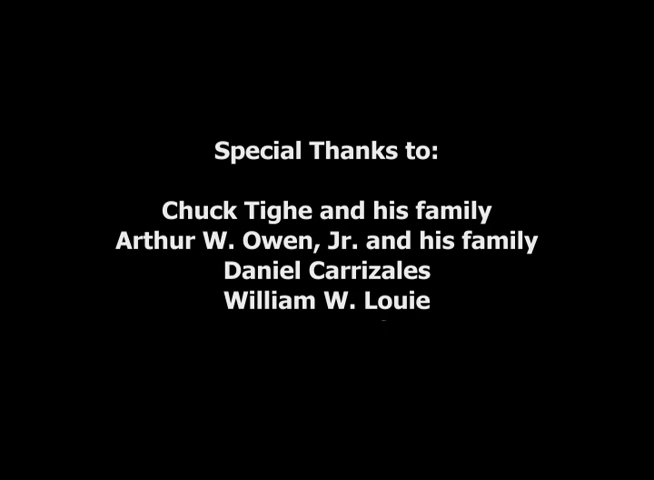 Special Thanks to:
Chuck Tighe and his family
Arthur W. Owen, Jr. and his family
Daniel Carrizales
William W. Louie